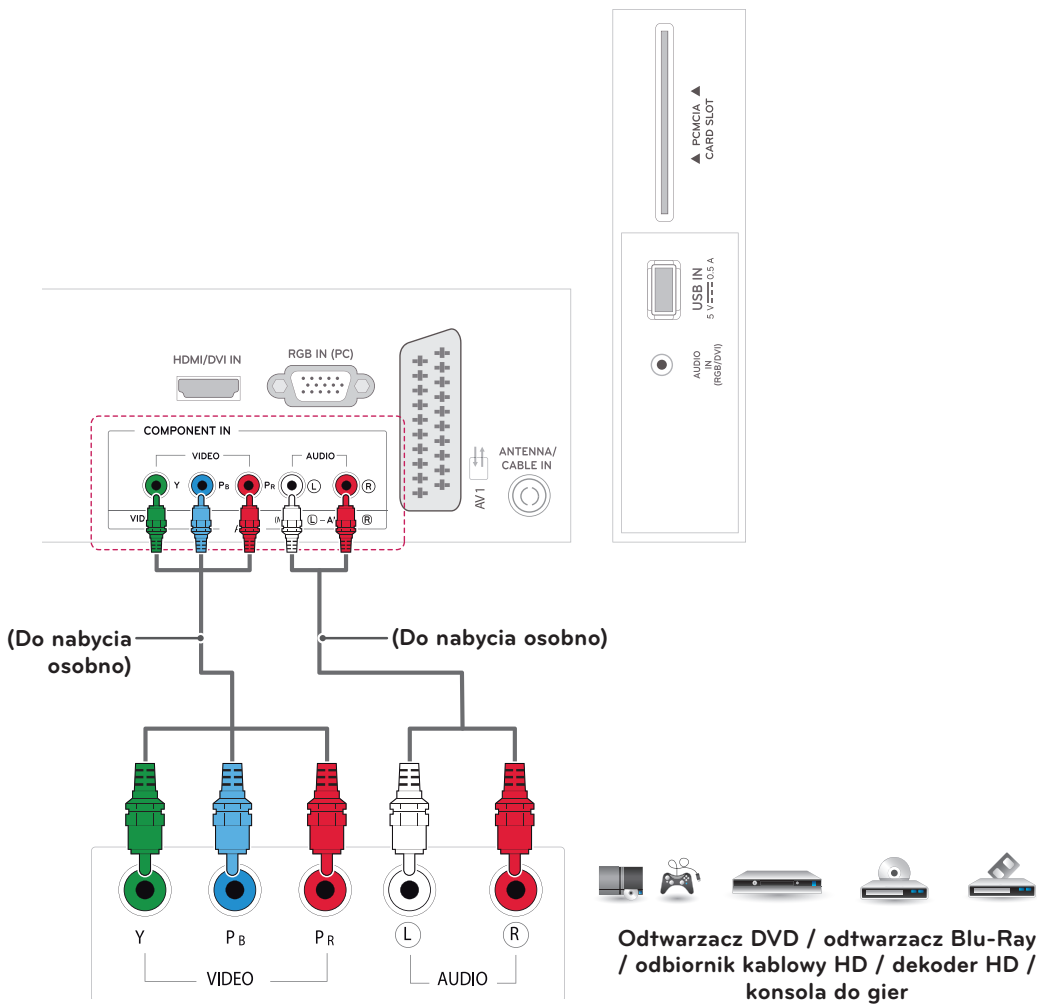 ▲ PCMCIA ▲
CARD SLOT
USB IN
5 V 0.5 A
AUDIO
IN
(RGB/DVI)
HDMI/DVI IN
RGB IN (PC)
COMPONENT IN
VIDEO
AUDIO
Y
PB
PR
L
R
VID
L
– A
R
AV1
ANTENNA/
CABLE IN
(Do nabycia
osobno)
(Do nabycia osobno)
Y
PB
PR
L
R
VIDEO
AUDIO
Odtwarzacz DVD / odtwarzacz Blu-Ray
/ odbiornik kablowy HD / dekoder HD /
konsola do gier